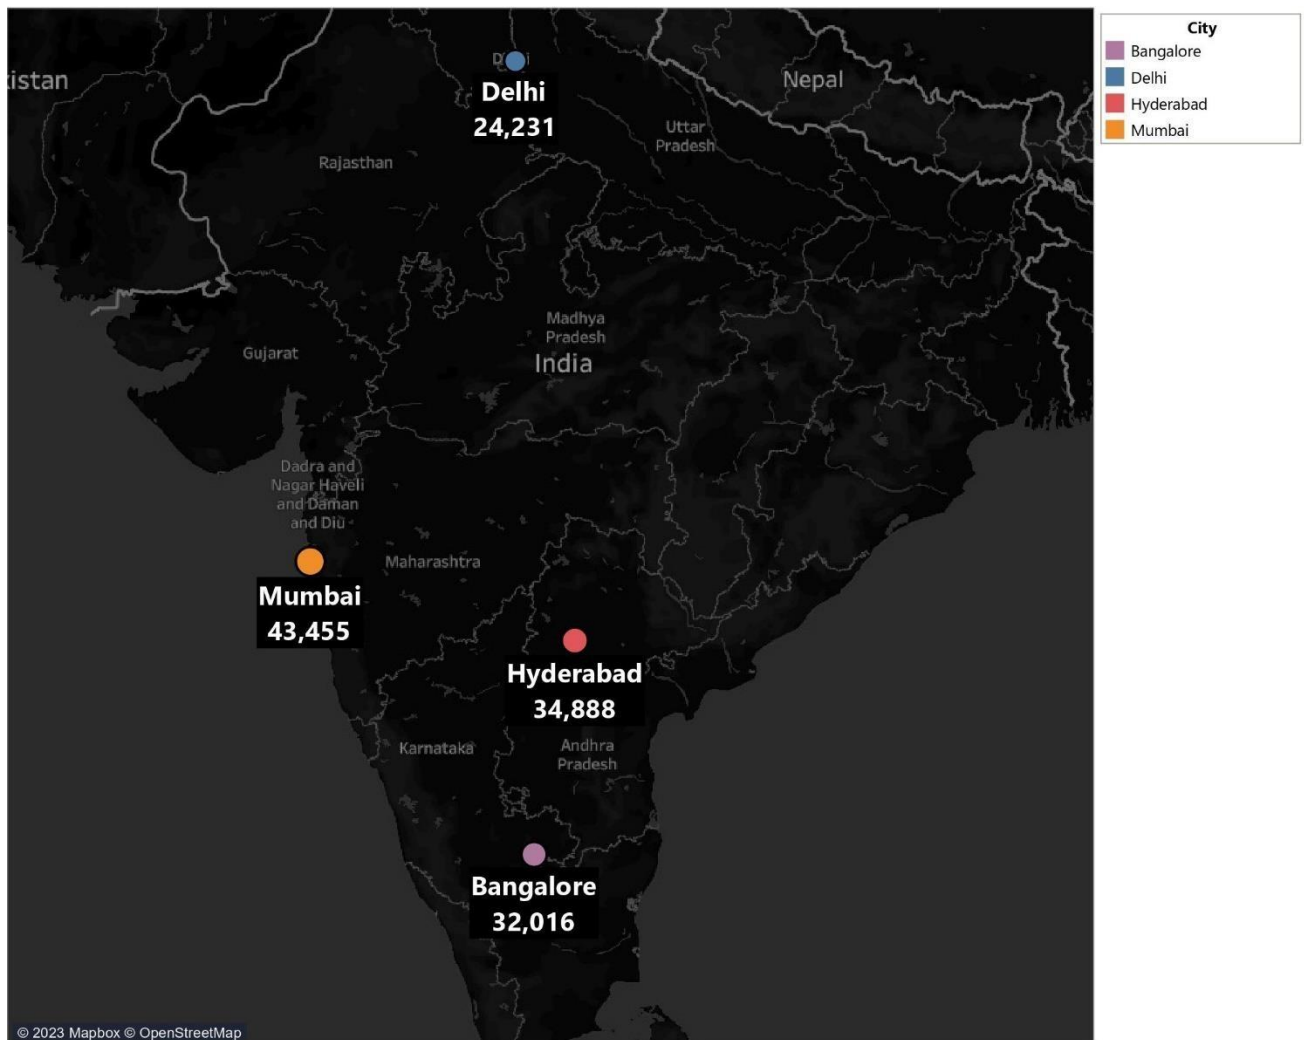 City
Bangalore
Delhi
Hyderabad
Mumbai
kistan
Nepal
Delhi
24,231
Uttar
Pradesh
Rajasthan
Madhya
Pradesh
India
Gujarat
Dadra and
Nagar Haveli
and Daman
and Diu
Maharashtra
Mumbai
43,455
Hyderabad
34,888
Karnataka
Andhra
Pradesh
Bangalore
32,016
© 2023 Mapbox © OpenStreetMap